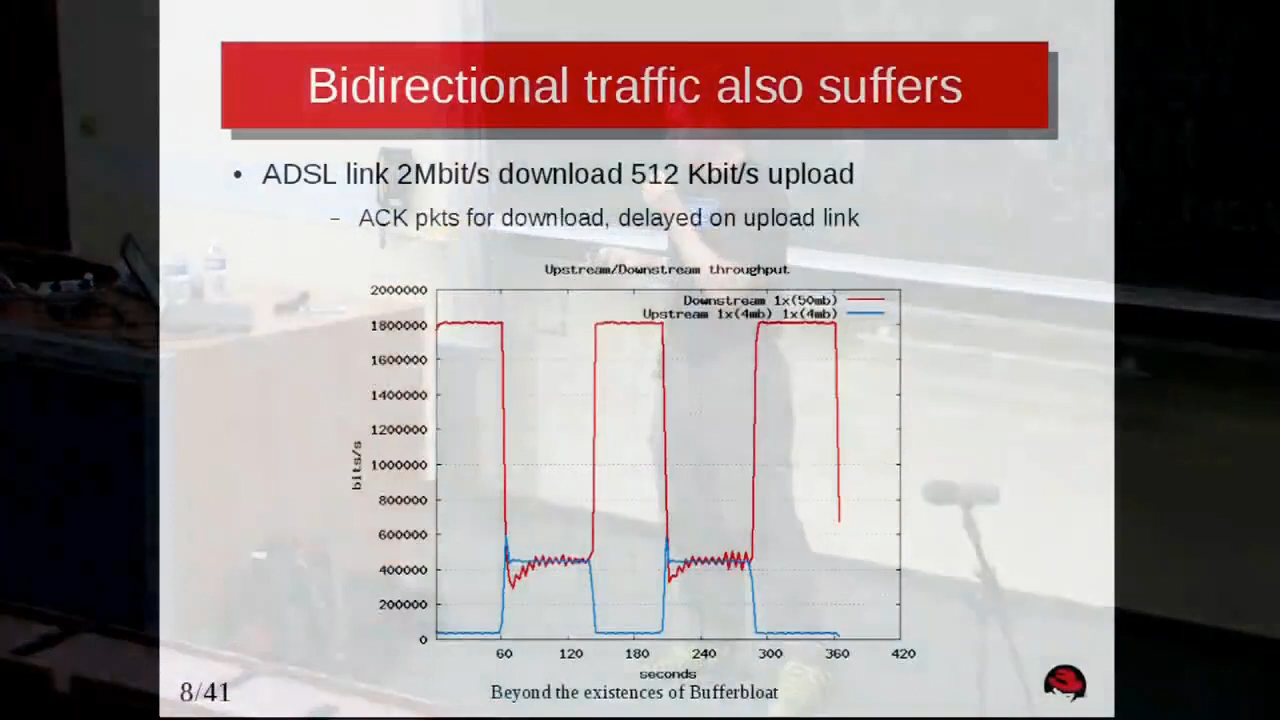 Bidirectional traffic also suffers
• ADSL link 2Mbit/s download 512 Kbit/s upload
– ACK pkts for download, delayed on upload link
Upstream/Downstream throughput
Downstream 1x(50mb)
Upstream 1x(4mb) 1x(4mb)
2000000
1800000
1600000
1400000
1200000
1000000
800000
600000
400000
200000
0
bits/s
60 120 180 240 300 360 420
seconds
8/41
Beyond the existences of Bufferbloat